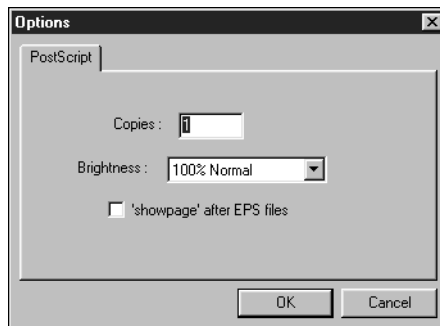 Options
PostScript
Copies : 1
Brightness : 100% Normal
'showpage' after EPS files
OK Cancel